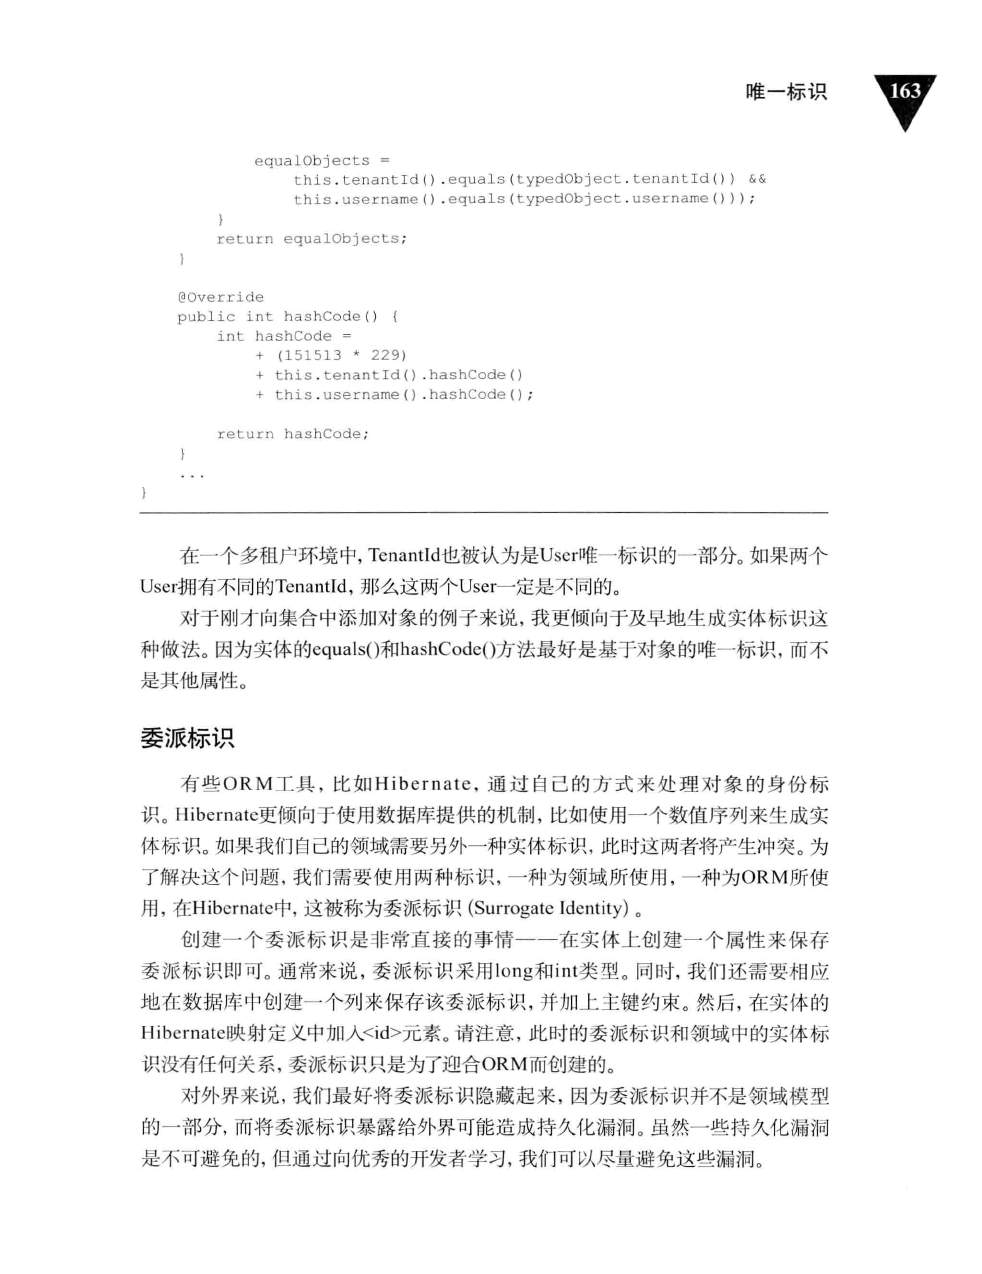 唯一标识
163
equalObjects =
this.tenantId().equals(typedObject.tenantId()) &&
this.username().equals(typedObject.username()));
}
return equalObjects;
}
@Override
public int hashCode() {
int hashCode =
+ (151513 * 229)
+ this.tenantId().hashCode()
+ this.username().hashCode();
return hashCode;
}
...
}
在一个多租户环境中, TenantId也被认为是User唯一标识的一部分。如果两个
User拥有不同的TenantId, 那么这两个User一定是不同的。
对于刚才向集合中添加对象的例子来说, 我更倾向于及早地生成实体标识这
种做法。因为实体的equals()和hashCode()方法最好是基于对象的唯一标识, 而不
是其他属性。
委派标识
有些ORM工具, 比如Hibernate, 通过自己的方式来处理对象的身份标
识。Hibernate更倾向于使用数据库提供的机制, 比如使用一个数值序列来生成实
体标识。如果我们自己的领域需要另外一种实体标识, 此时这两者将产生冲突。为
了解决这个问题, 我们需要使用两种标识, 一种为领域所使用, 一种为ORM所使
用, 在Hibernate中, 这被称为委派标识 (Surrogate Identity) 。
创建一个委派标识是非常直接的事情——在实体上创建一个属性来保存
委派标识即可。通常来说, 委派标识采用long和int类型。同时, 我们还需要相应
地在数据库中创建一个列来保存该委派标识, 并加上主键约束。然后, 在实体的
Hibernate映射定义中加入<id>元素。请注意, 此时的委派标识和领域中的实体标
识没有任何关系, 委派标识只是为了迎合ORM而创建的。
对外界来说, 我们最好将委派标识隐藏起来, 因为委派标识并不是领域模型
的一部分, 而将委派标识暴露给外界可能造成持久化漏洞。虽然一些持久化漏洞
是不可避免的, 但通过向优秀的开发者学习, 我们可以尽量避免这些漏洞。